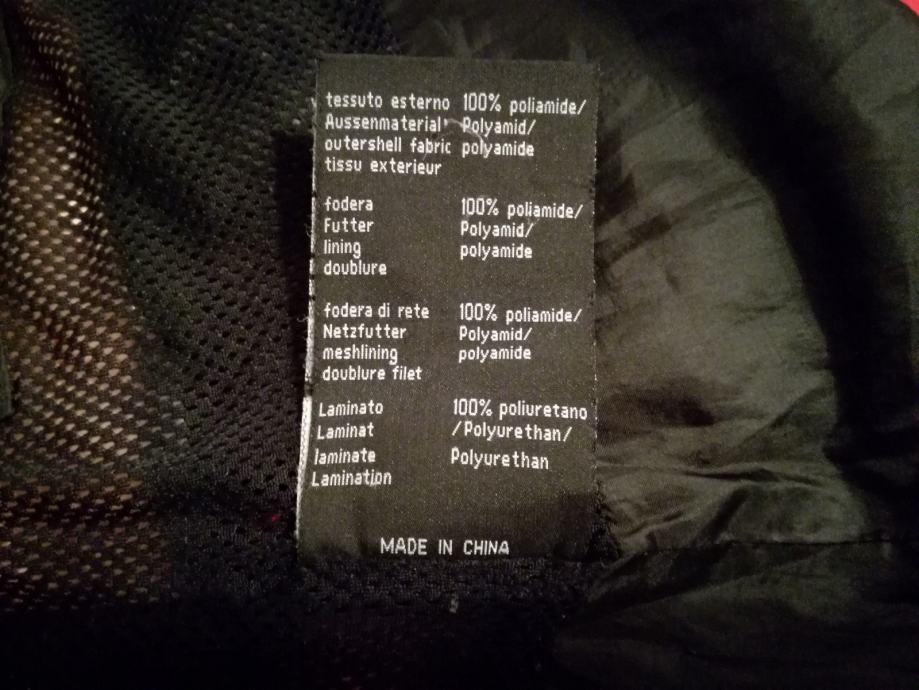 tessuto esterno 100% poliamide/
Aussenmaterial Polyamid/
outershell fabric polyamide
tissu exterieur
fodera 100% poliamide/
Futter Polyamid/
lining polyamide
doublure
fodera di rete 100% poliamide/
Netzfutter Polyamid/
meshlining polyamide
doublure filet
Laminato 100% poliuretano
Laminat /Polyurethan/
laminate Polyurethan
Lamination
MADE IN CHINA